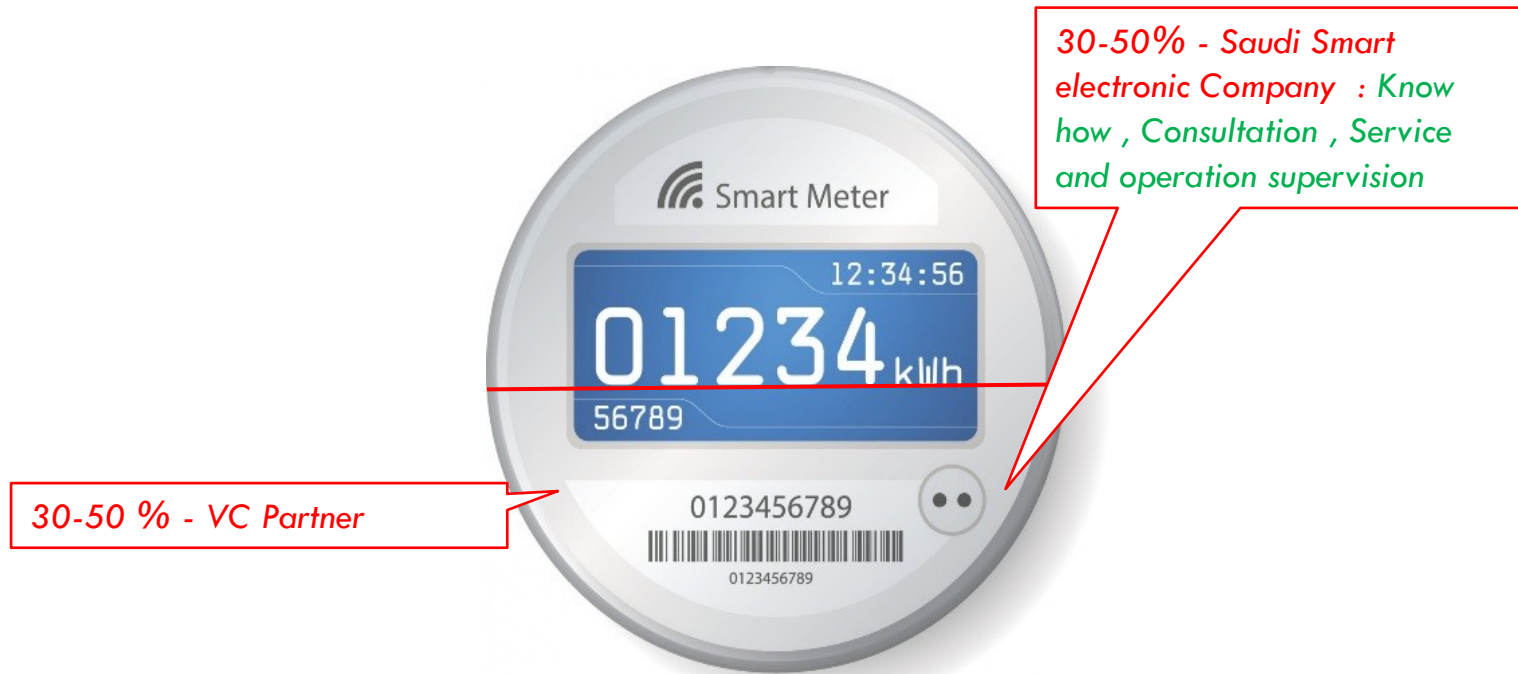 30-50% - Saudi Smart
electronic Company : Know
how , Consultation , Service
and operation supervision
Smart Meter
12:34:56
01234 kWh
56789
30-50 % - VC Partner
0123456789
0123456789